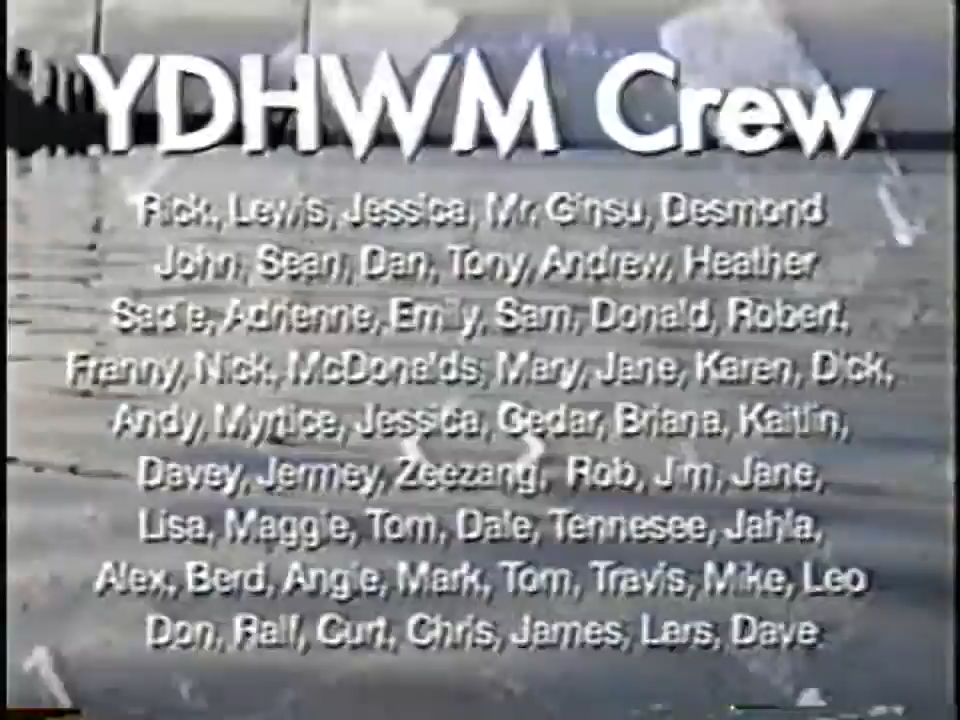 YDHWM Crew
Rick, Lewis, Jessica, Mr. Ginsu, Desmond
John, Sean, Dan, Tony, Andrew, Heather
Sadie, Adrienne, Emily, Sam, Donald, Robert,
Franny, Nick, McDonalds, Mary, Jane, Karen, Dick,
Andy, Myrtice, Jessica, Gedar, Briana, Kaitlin,
Davey, Jermey, Zeezang, Rob, Jim, Jane,
Lisa, Maggie, Tom, Dale, Tennesee, Jahla,
Alex, Berd, Angie, Mark, Tom, Travis, Mike, Leo
Don, Ralf, Curt, Chris, James, Lars, Dave